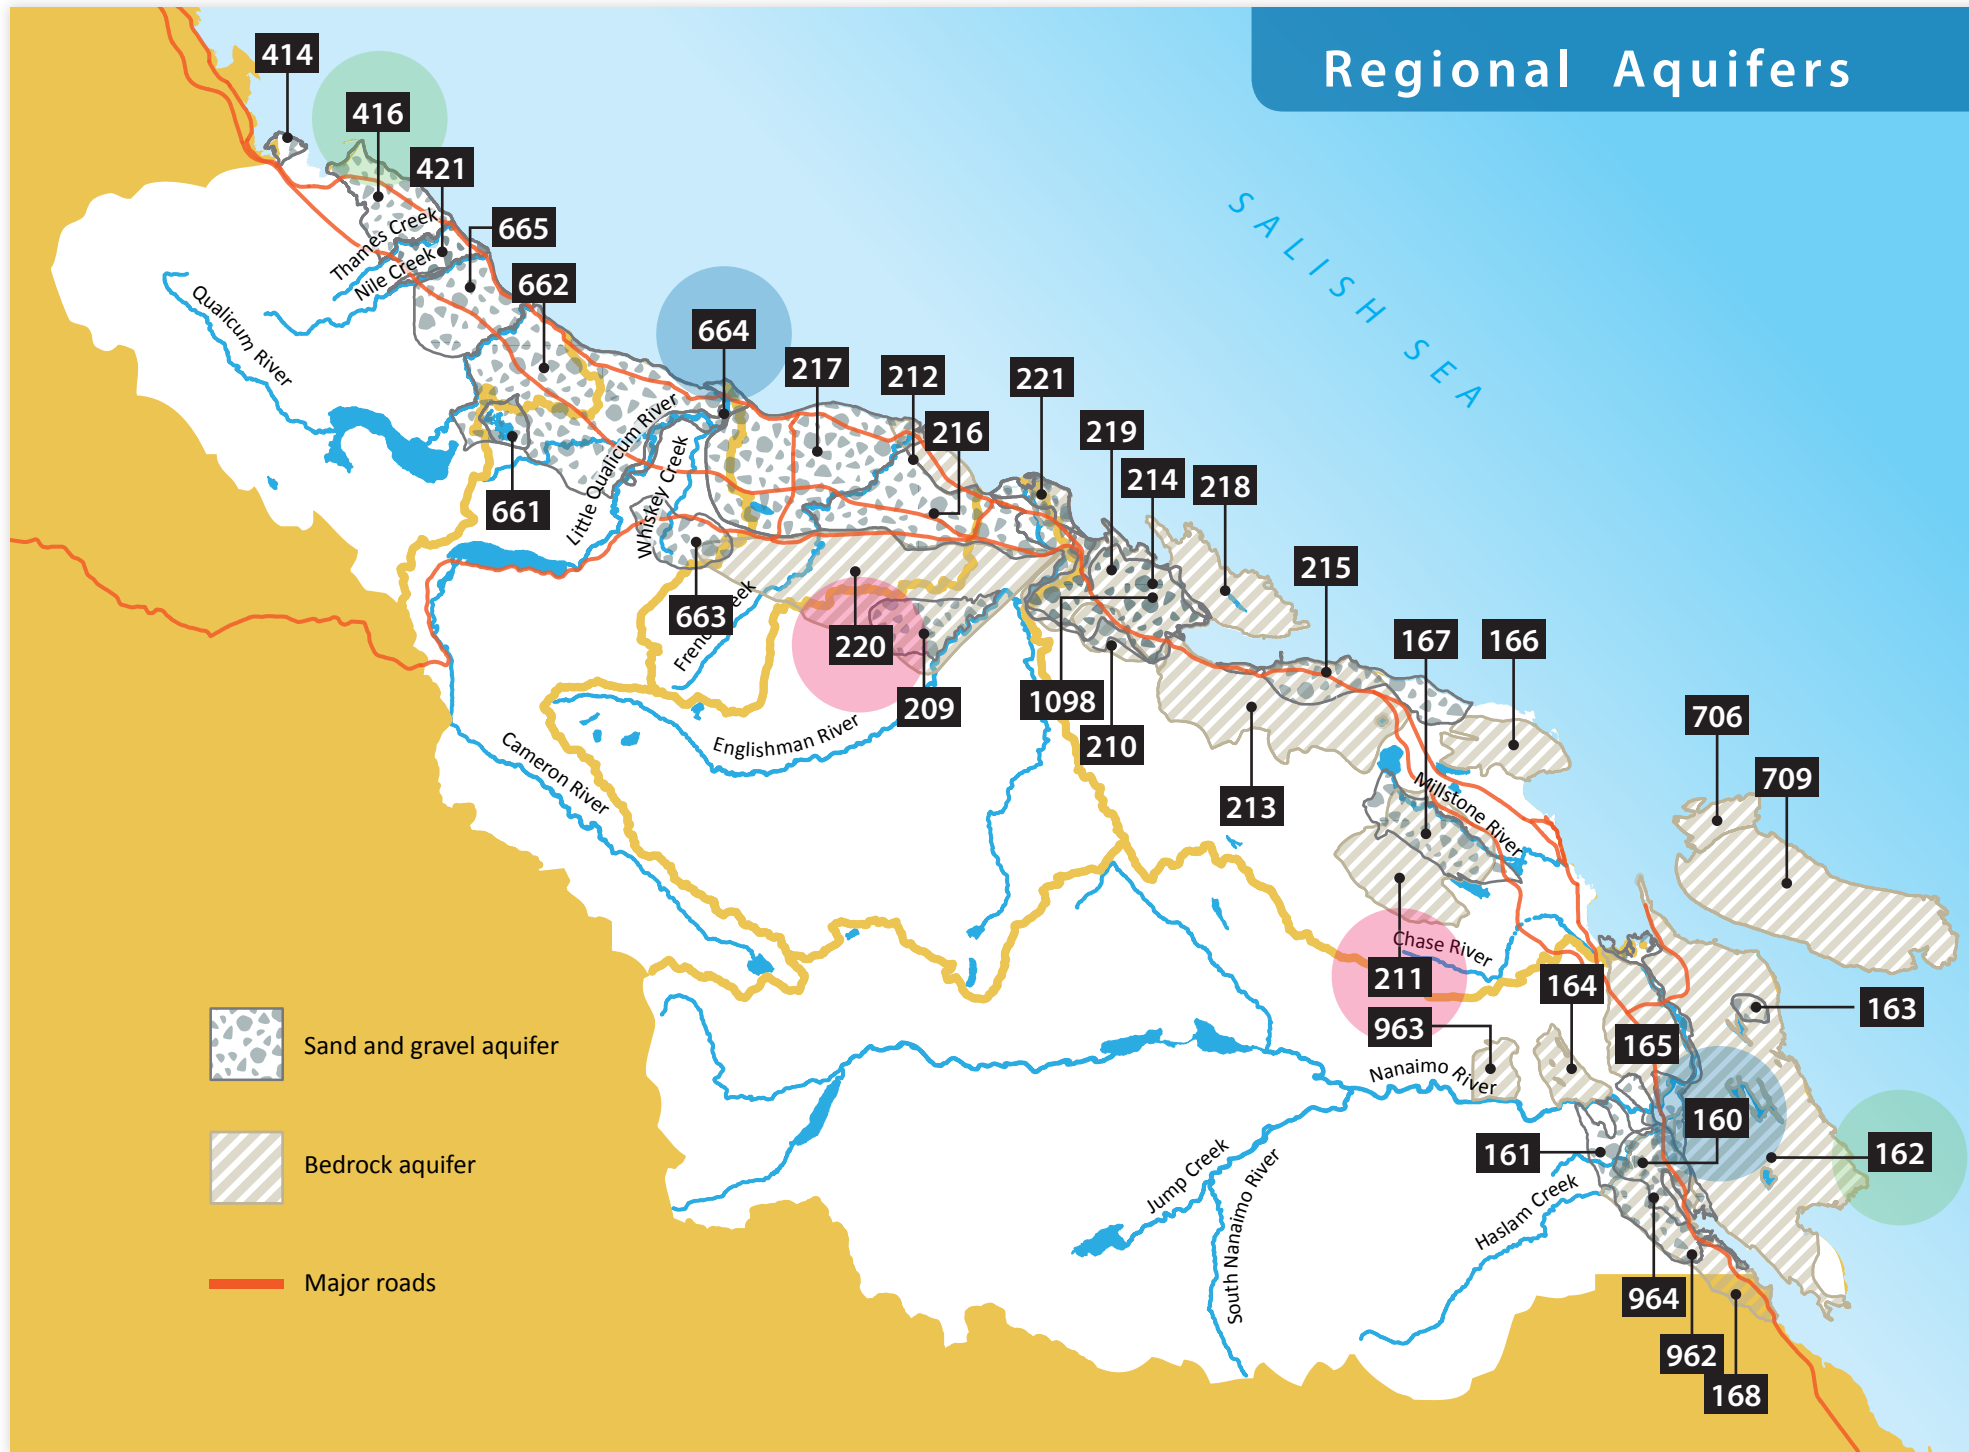 Regional Aquifers
414
416
421
665
662
664
217
212
221
216
219
214
218
661
215
663
220
209
1098
210
167
166
213
706
709
211
164
963
163
165
160
161
162
964
962
168
SALISH SEA
Thames Creek
Nile Creek
Qualicum River
Little Qualicum River
Whiskey Creek
Englishman River
Cameron River
Millstone River
Chase River
Nanaimo River
Jump Creek
South Nanaimo River
Haslam Creek
Sand and gravel aquifer
Bedrock aquifer
Major roads